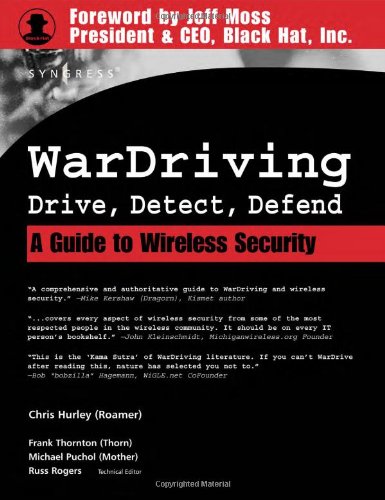 Foreword by Jeff Moss
President & CEO, Black Hat, Inc.
SYNGRESS®
WarDriving
Drive, Detect, Defend
A Guide to Wireless Security
"A comprehensive and authoritative guide to WarDriving and wireless
security." —Mike Kershaw (Dragorn), Kismet author
"...covers every aspect of wireless security from some of the most
respected people in the wireless community. It should be on every IT
person's bookshelf." —John Kleinschmidt, Michiganwireless.org Founder
"This is the 'Kama Sutra' of WarDriving literature. If you can't WarDrive
after reading this, nature has selected you not to."
—Bob "bobzilla" Hagemann, WiGLE.net CoFounder
Chris Hurley (Roamer)
Frank Thornton (Thorn)
Michael Puchol (Mother)
Russ Rogers Technical Editor
Copyrighted Material